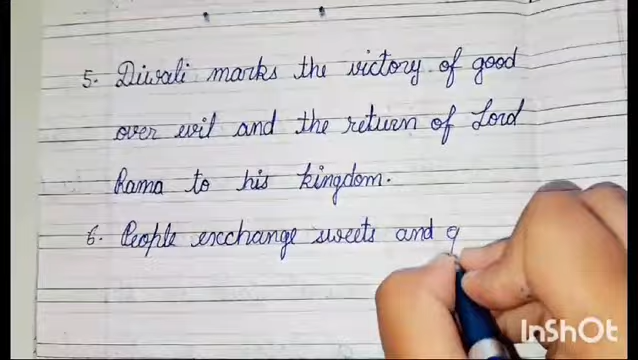 5. Diwali marks the victory of good
over evil and the return of Lord
Rama to his kingdom.
6. People exchange sweets and g
InShOt